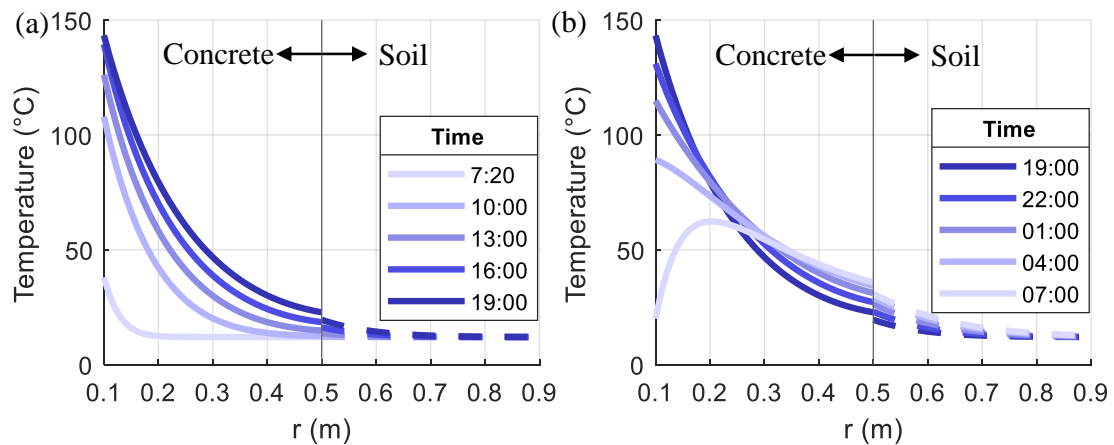 (a)
150
100
50
0
Temperature (°C)
Concrete
Soil
Time
7:20
10:00
13:00
16:00
19:00
0.1 0.2 0.3 0.4 0.5 0.6 0.7 0.8 0.9
r (m)
(b)
150
100
50
0
Temperature (°C)
Concrete
Soil
Time
19:00
22:00
01:00
04:00
07:00
0.1 0.2 0.3 0.4 0.5 0.6 0.7 0.8 0.9
r (m)